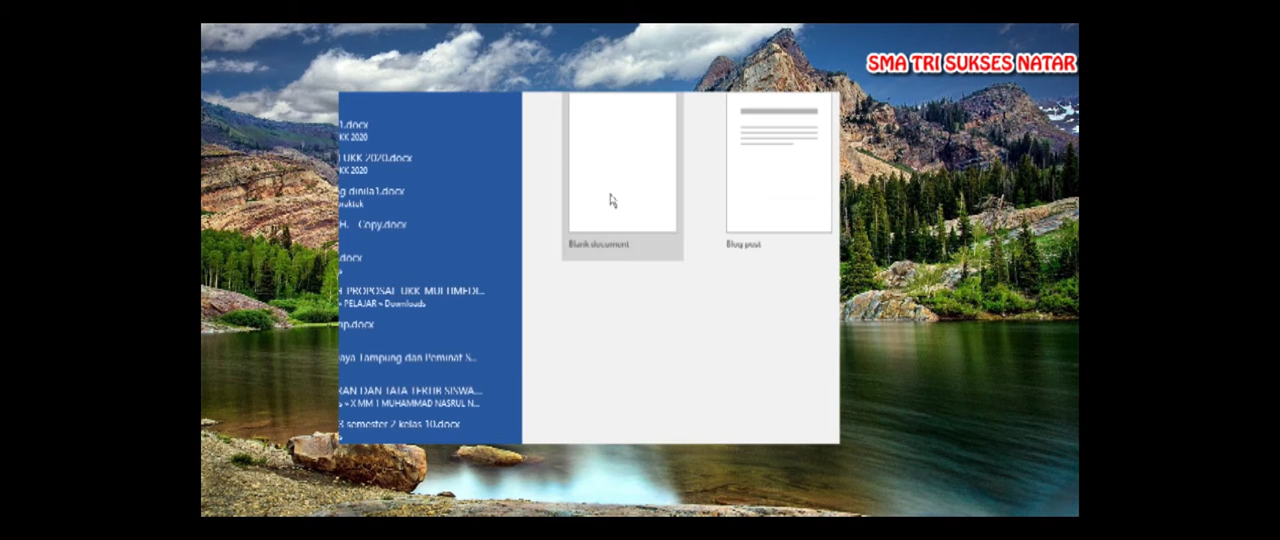 SMA TRI SUKSES NATAR
1.docx
KK 2020
UKK 2020.docx
KK 2020
g dinila1.docx
H. Copy.docx
.docx
PROPOSAL UKK MULTIMEDI...
» PELAJAR » Downloads
mp.docx
aya Lampung dan Peminat S...
RAN DAN TATA TERTIB SISWA...
» X MM 1 MUHAMMAD NASRUL N...
3 semester 2 kelas 10.docx
Blank document
Blog post